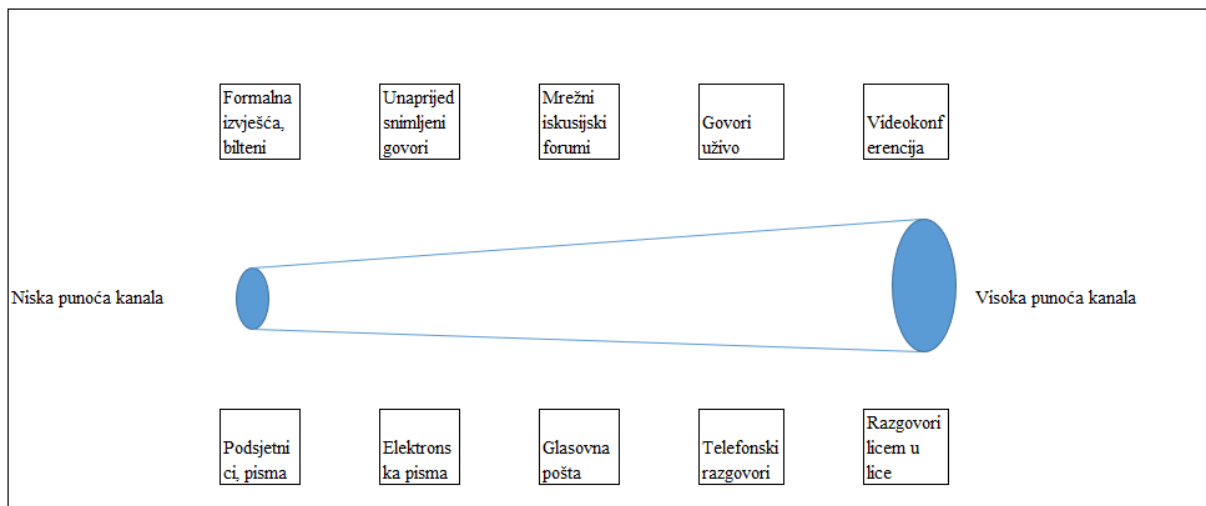 Formalna
izvješća,
bilteni
Unaprijed
snimljeni
govori
Mrežni
iskusijski
forumi
Govori
uživo
Videokonf
erencija
Niska punoća kanala
Visoka punoća kanala
Podsjetni
ci, pisma
Elektrons
ka pisma
Glasovna
pošta
Telefonski
razgovori
Razgovori
licem u
lice